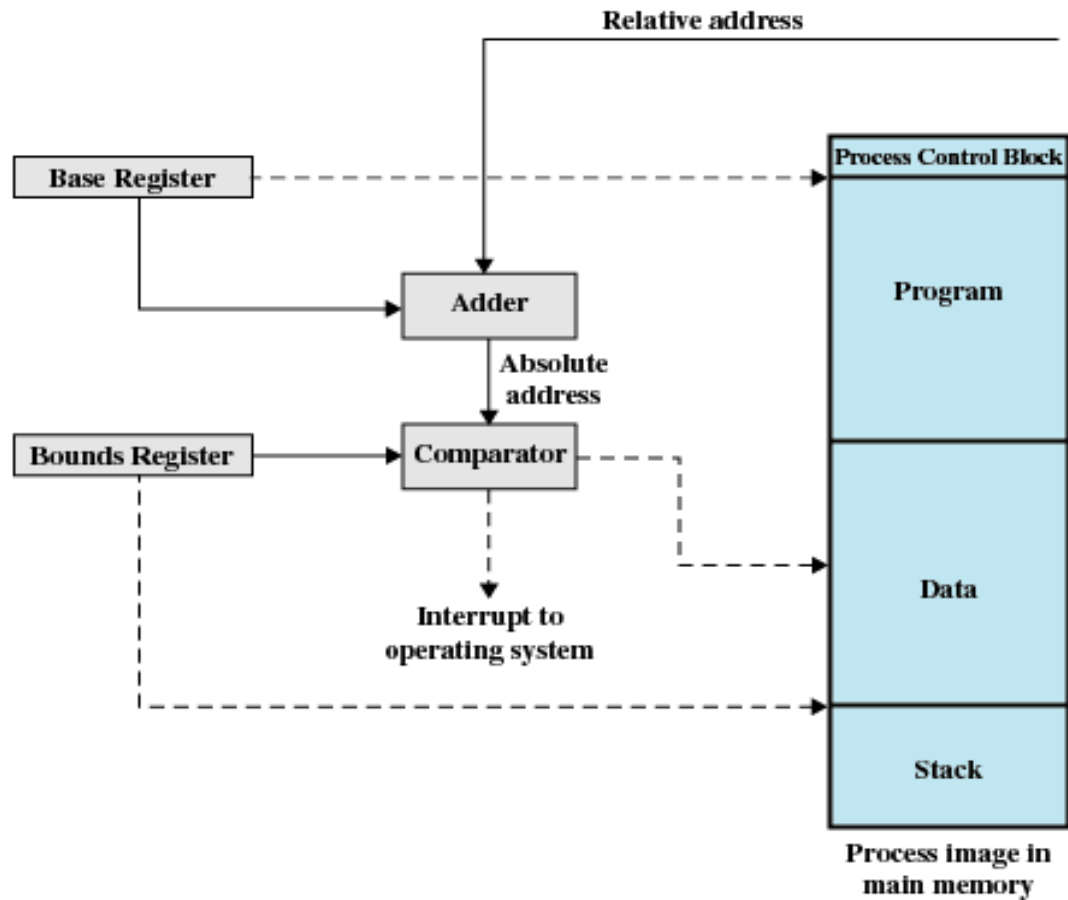 Relative address
Process Control Block
Base Register
Program
Adder
Absolute
address
Bounds Register
Comparator
Data
Interrupt to
operating system
Stack
Process image in
main memory